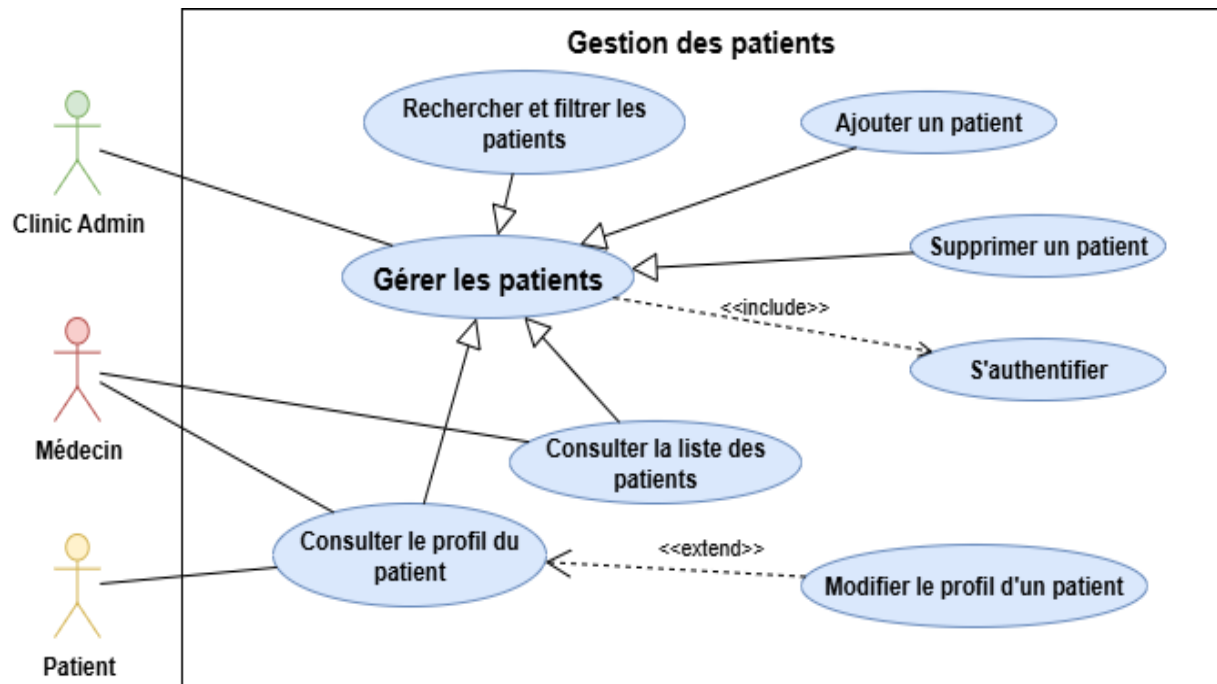 Gestion des patients
Rechercher et filtrer les
patients
Ajouter un patient
Clinic Admin
Supprimer un patient
Gérer les patients
<<include>>
S'authentifier
Médecin
Consulter la liste des
patients
Consulter le profil du
patient
<<extend>>
Modifier le profil d'un patient
Patient